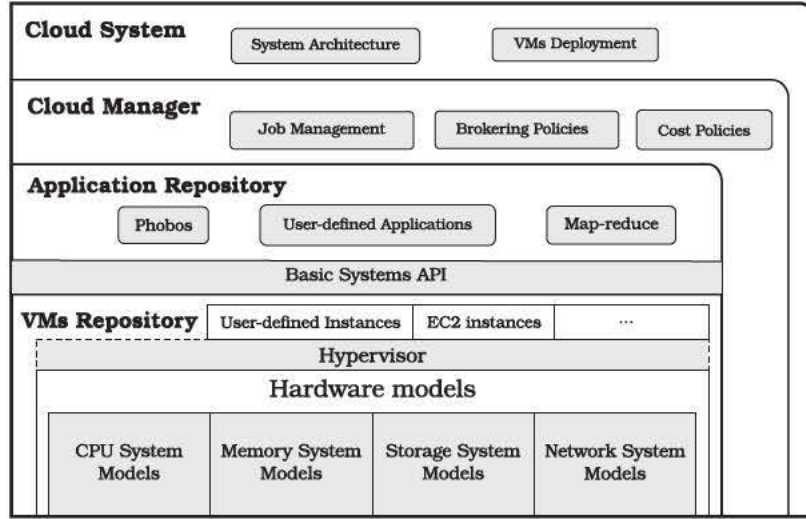 Cloud System
System Architecture
VMs Deployment
Cloud Manager
Job Management
Brokering Policies
Cost Policies
Application Repository
Phobos
User-defined Applications
Map-reduce
Basic Systems API
VMs Repository
User-defined Instances
EC2 instances
...
Hypervisor
Hardware models
CPU System
Models
Memory System
Models
Storage System
Models
Network System
Models